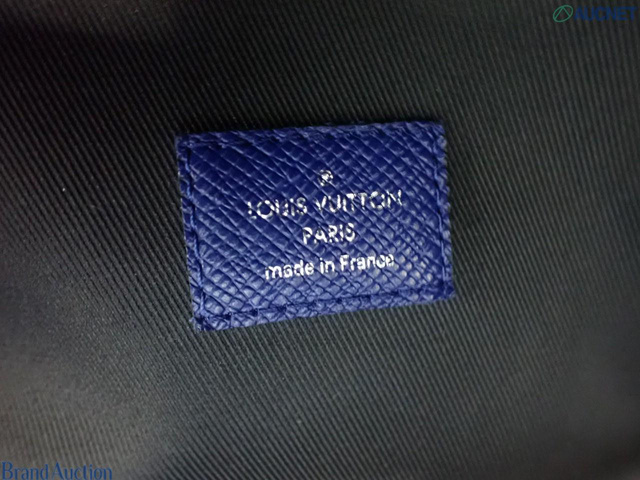 ®
LOUIS VUITTON
PARIS
made in France
Brand Auction